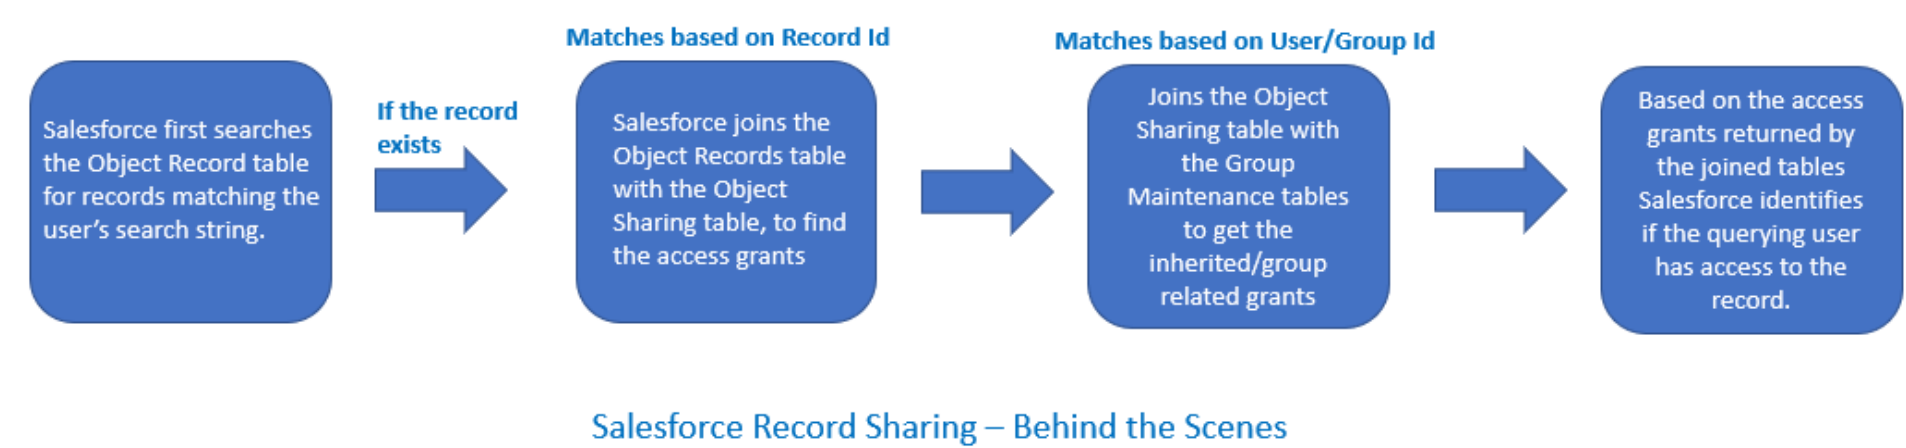 Salesforce first searches
the Object Record table
for records matching the
user's search string.
If the record
exists
Matches based on Record Id
Salesforce joins the
Object Records table
with the Object
Sharing table, to find
the access grants
Matches based on User/Group Id
Joins the Object
Sharing table with
the Group
Maintenance tables
to get the
inherited/group
related grants
Based on the access
grants returned by
the joined tables
Salesforce identifies
if the querying user
has access to the
record.
Salesforce Record Sharing – Behind the Scenes